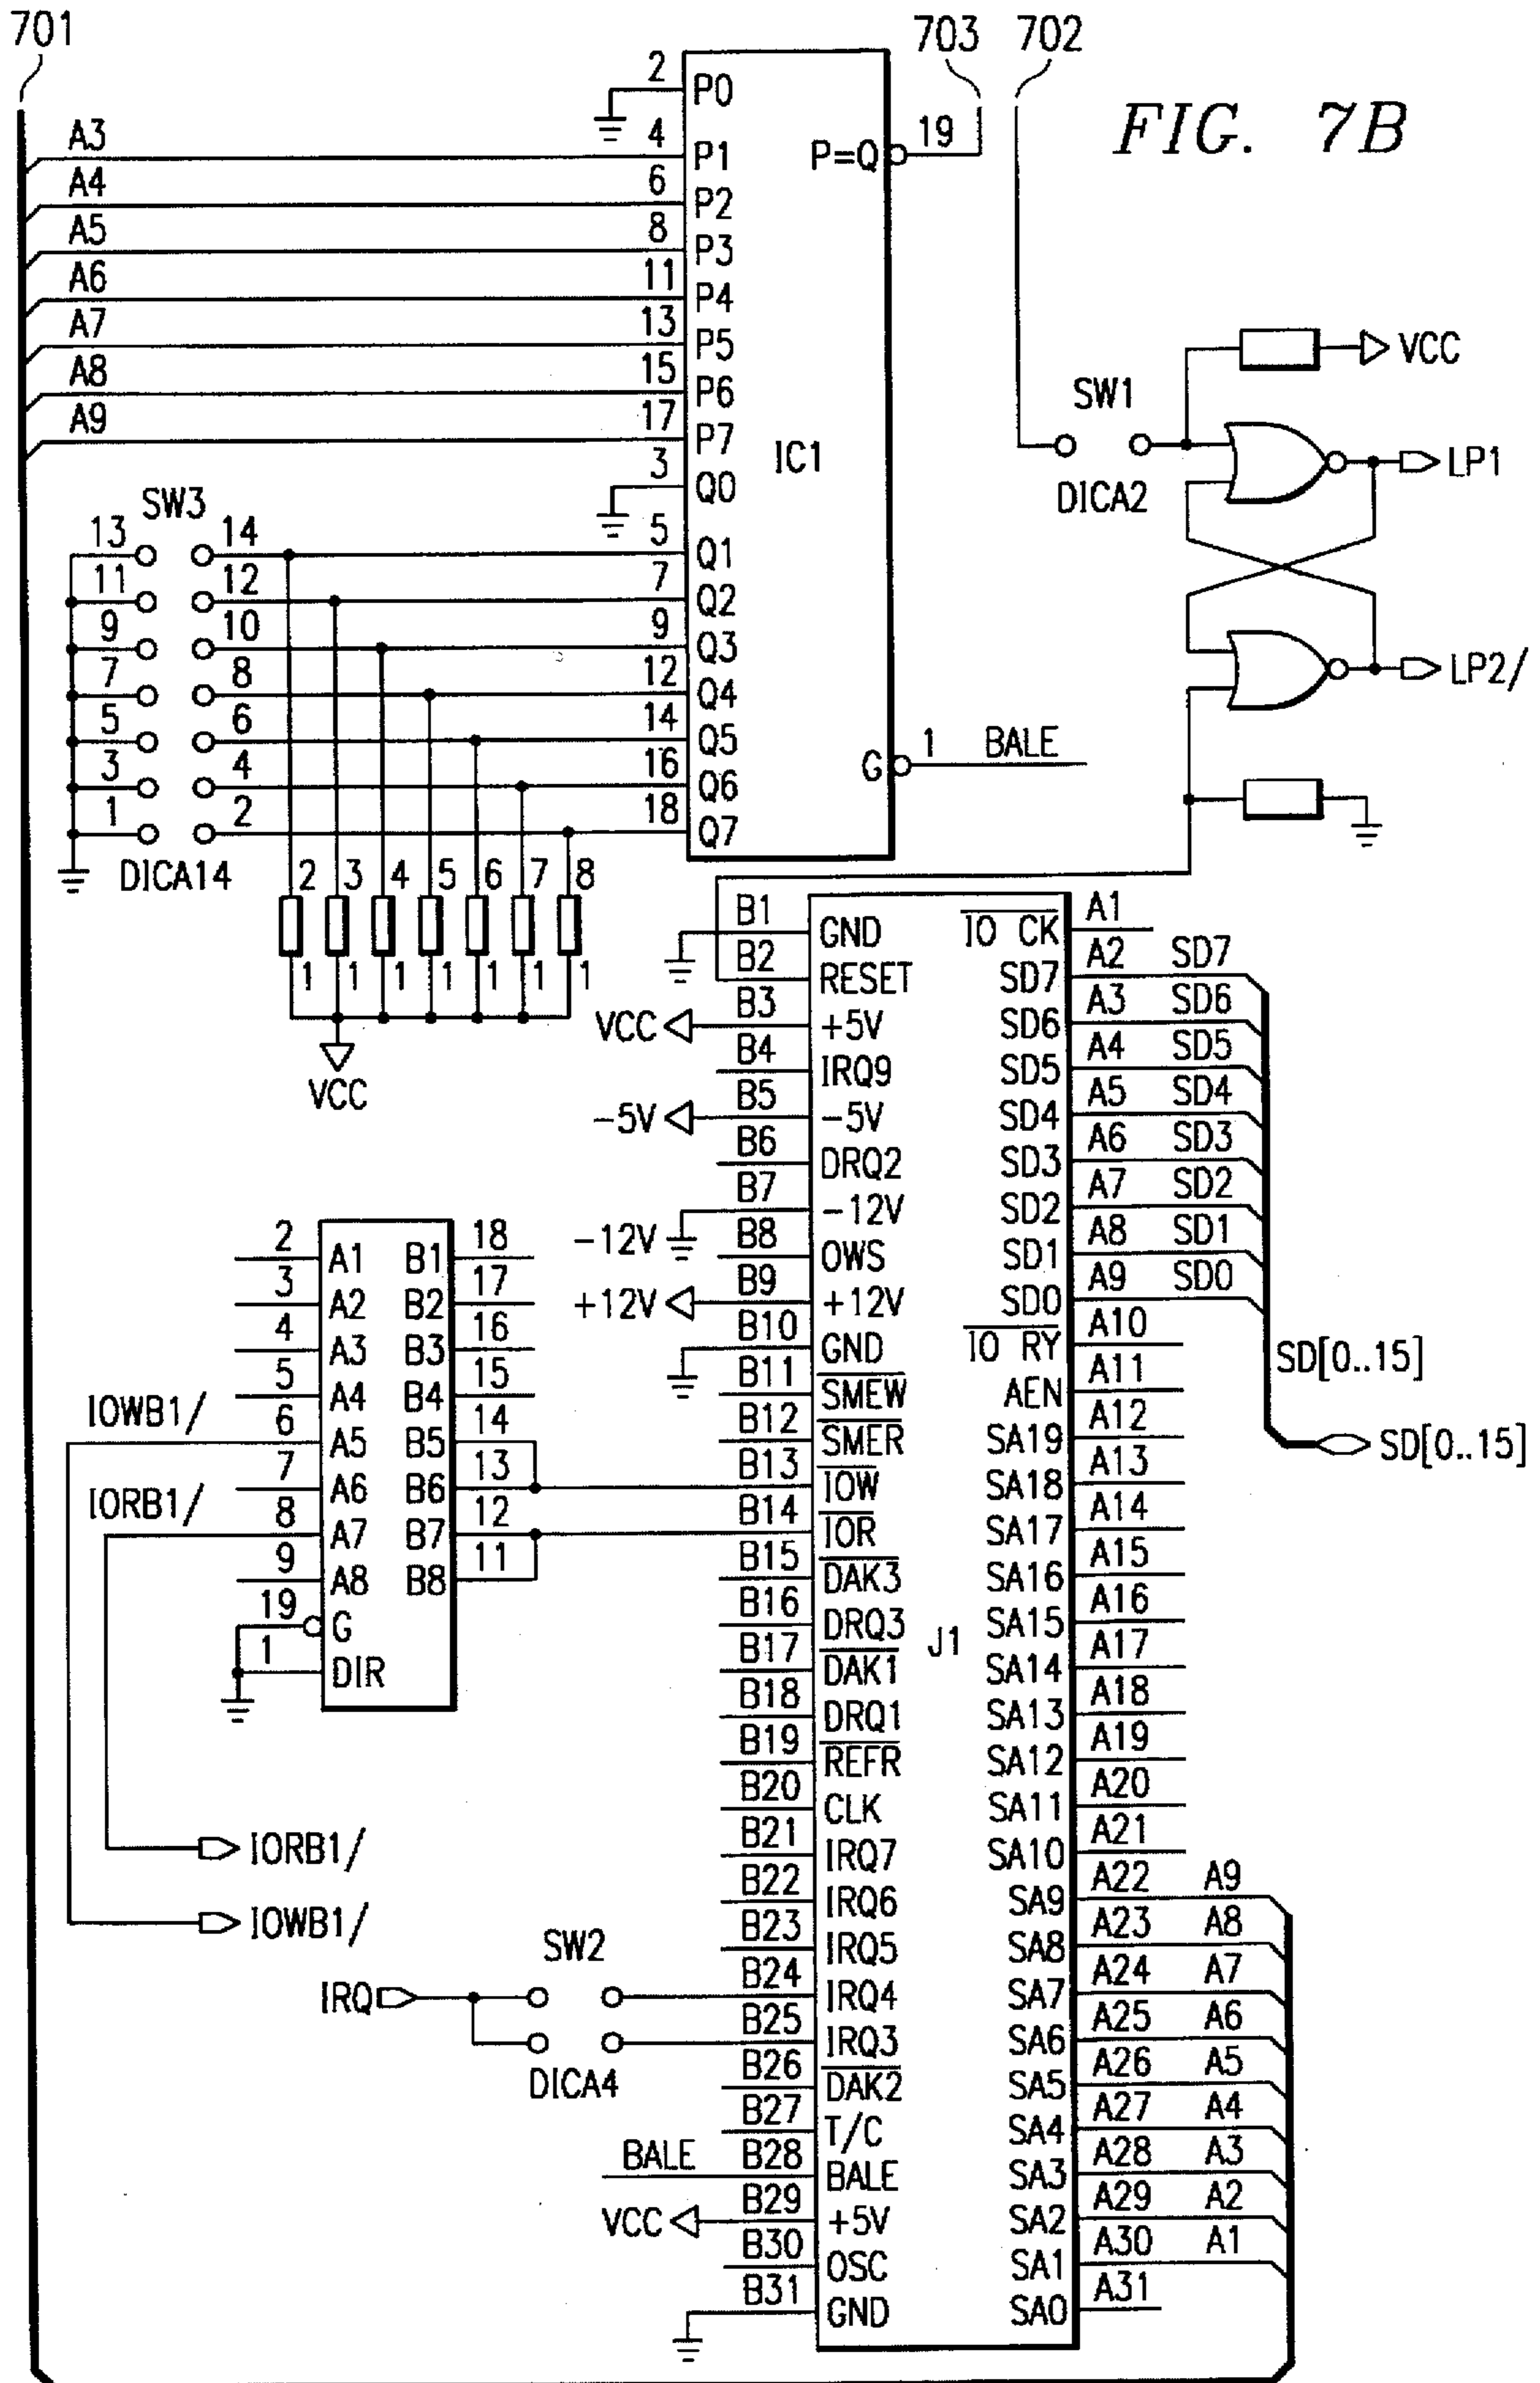 701
703
702
FIG. 7B
2 P0
P=Q 19
A3 4 P1
A4 6 P2
A5 8 P3
A6 11 P4
A7 13 P5
A8 15 P6
A9 17 P7
IC1
3 Q0
VCC
SW1
DICA2
LP1
LP2/
SW3
13 14 5 Q1
11 12 7 Q2
9 10 9 Q3
7 8 12 Q4
5 6 14 Q5
3 4 16 Q6
1 2 18 Q7
G 1 BALE
DICA14
2 3 4 5 6 7 8
1 1 1 1 1 1 1
VCC
B1 GND IO CK A1
B2 RESET SD7 A2 SD7
VCC B3 +5V SD6 A3 SD6
B4 IRQ9 SD5 A4 SD5
-5V B5 -5V SD4 A5 SD4
B6 DRQ2 SD3 A6 SD3
-12V B7 -12V SD2 A7 SD2
B8 OWS SD1 A8 SD1
+12V B9 +12V SD0 A9 SD0
B10 GND IO RY A10
SD[0..15]
B11 SMEW AEN A11
B12 SMER SA19 A12
SD[0..15]
B13 IOW SA18 A13
B14 IOR SA17 A14
B15 DAK3 SA16 A15
B16 DRQ3 SA15 A16
J1
B17 DAK1 SA14 A17
B18 DRQ1 SA13 A18
B19 REFR SA12 A19
B20 CLK SA11 A20
B21 IRQ7 SA10 A21
B22 IRQ6 SA9 A22 A9
B23 IRQ5 SA8 A23 A8
B24 IRQ4 SA7 A24 A7
B25 IRQ3 SA6 A25 A6
B26 DAK2 SA5 A26 A5
B27 T/C SA4 A27 A4
BALE B28 BALE SA3 A28 A3
VCC B29 +5V SA2 A29 A2
B30 OSC SA1 A30 A1
B31 GND SA0 A31
2 A1 B1 18
3 A2 B2 17
4 A3 B3 16
5 A4 B4 15
IOWB1/ 6 A5 B5 14
7 A6 B6 13
IORB1/ 8 A7 B7 12
9 A8 B8 11
19 G
1 DIR
IORB1/
IOWB1/
SW2
IRQ
DICA4